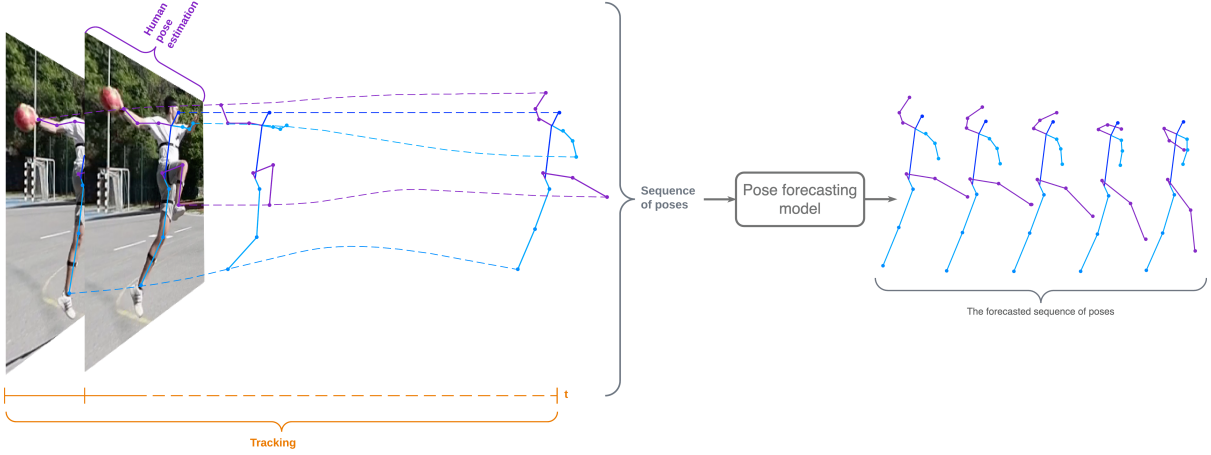 Human
pose
estimation
Sequence
of poses
Pose forecasting
model
The forecasted sequence of poses
t
Tracking